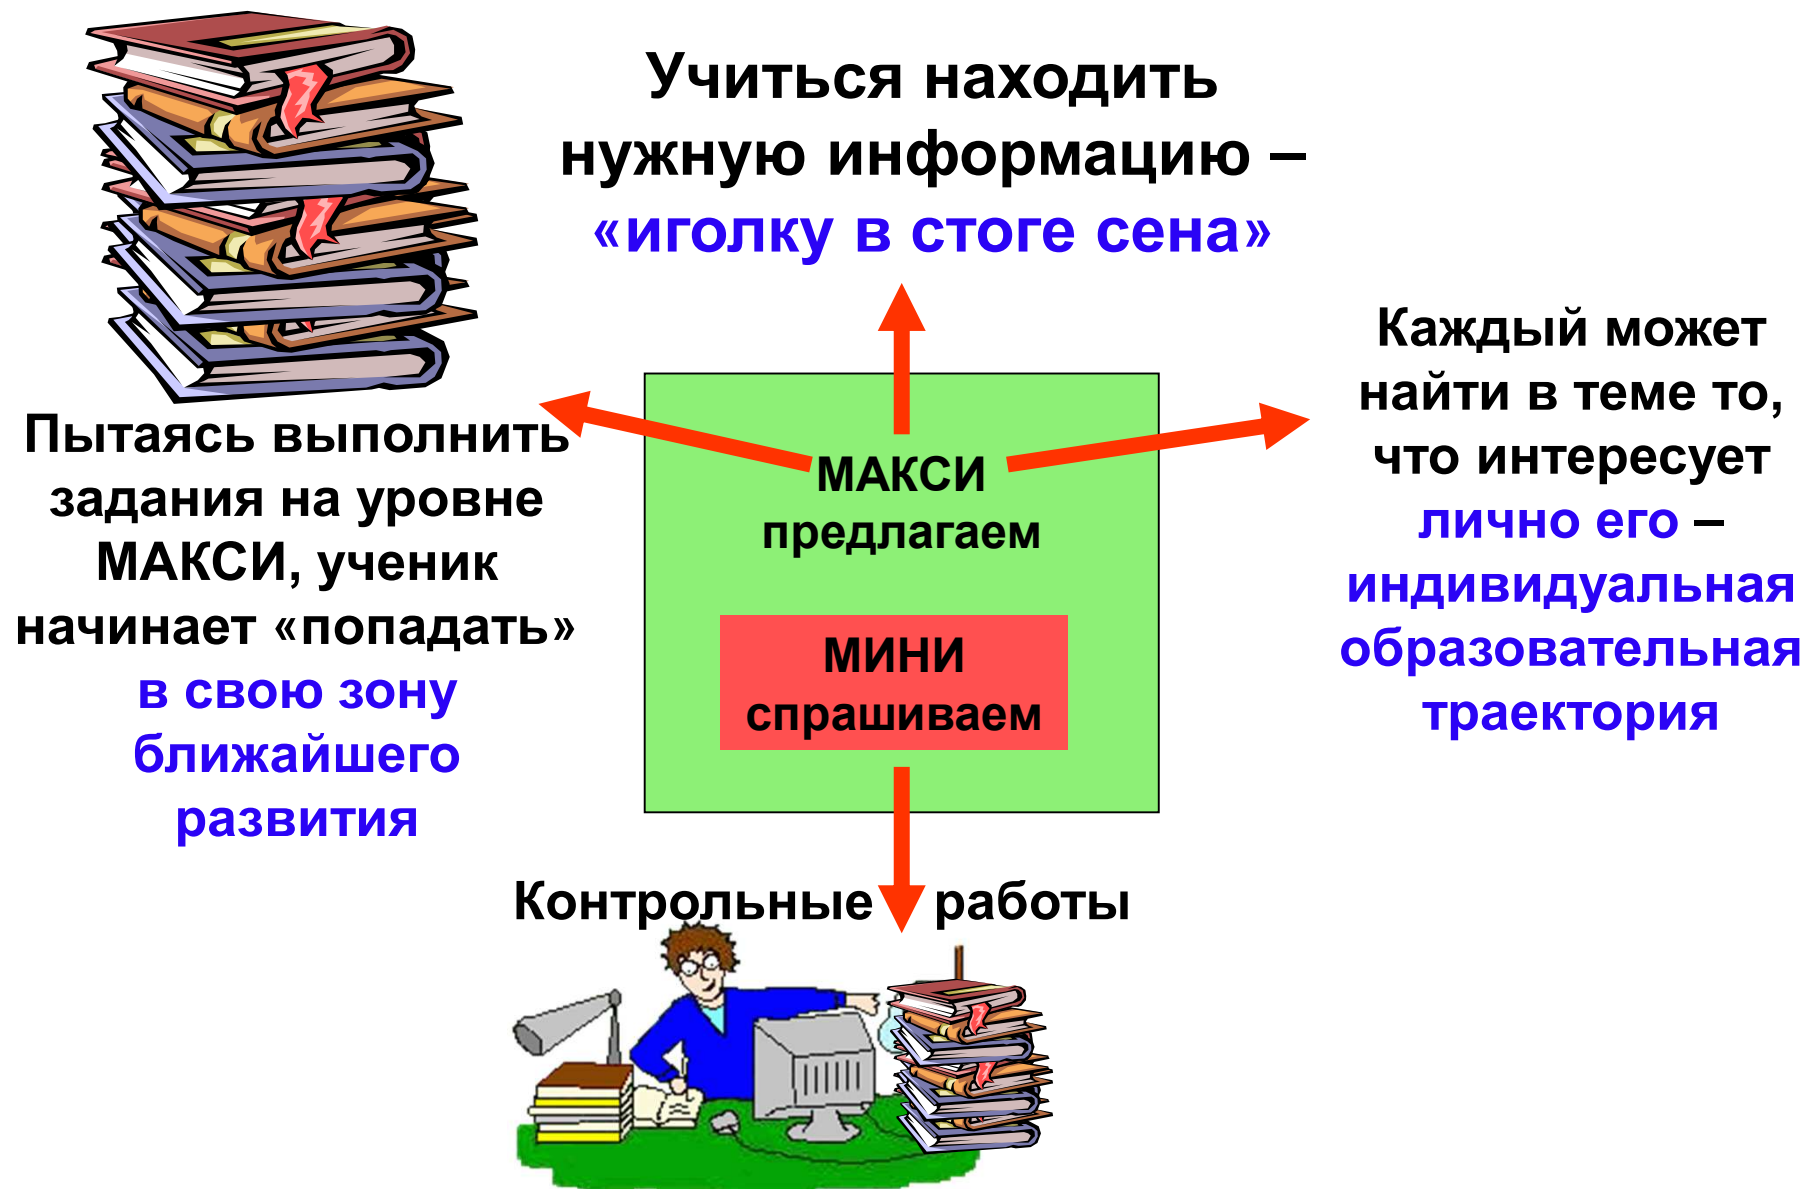 Учиться находить
нужную информацию –
«иголку в стоге сена»
Пытаясь выполнить
задания на уровне
МАКСИ, ученик
начинает «попадать»
в свою зону
ближайшего
развития
МАКСИ
предлагаем
МИНИ
спрашиваем
Каждый может
найти в теме то,
что интересует
лично его –
индивидуальная
образовательная
траектория
Контрольные работы